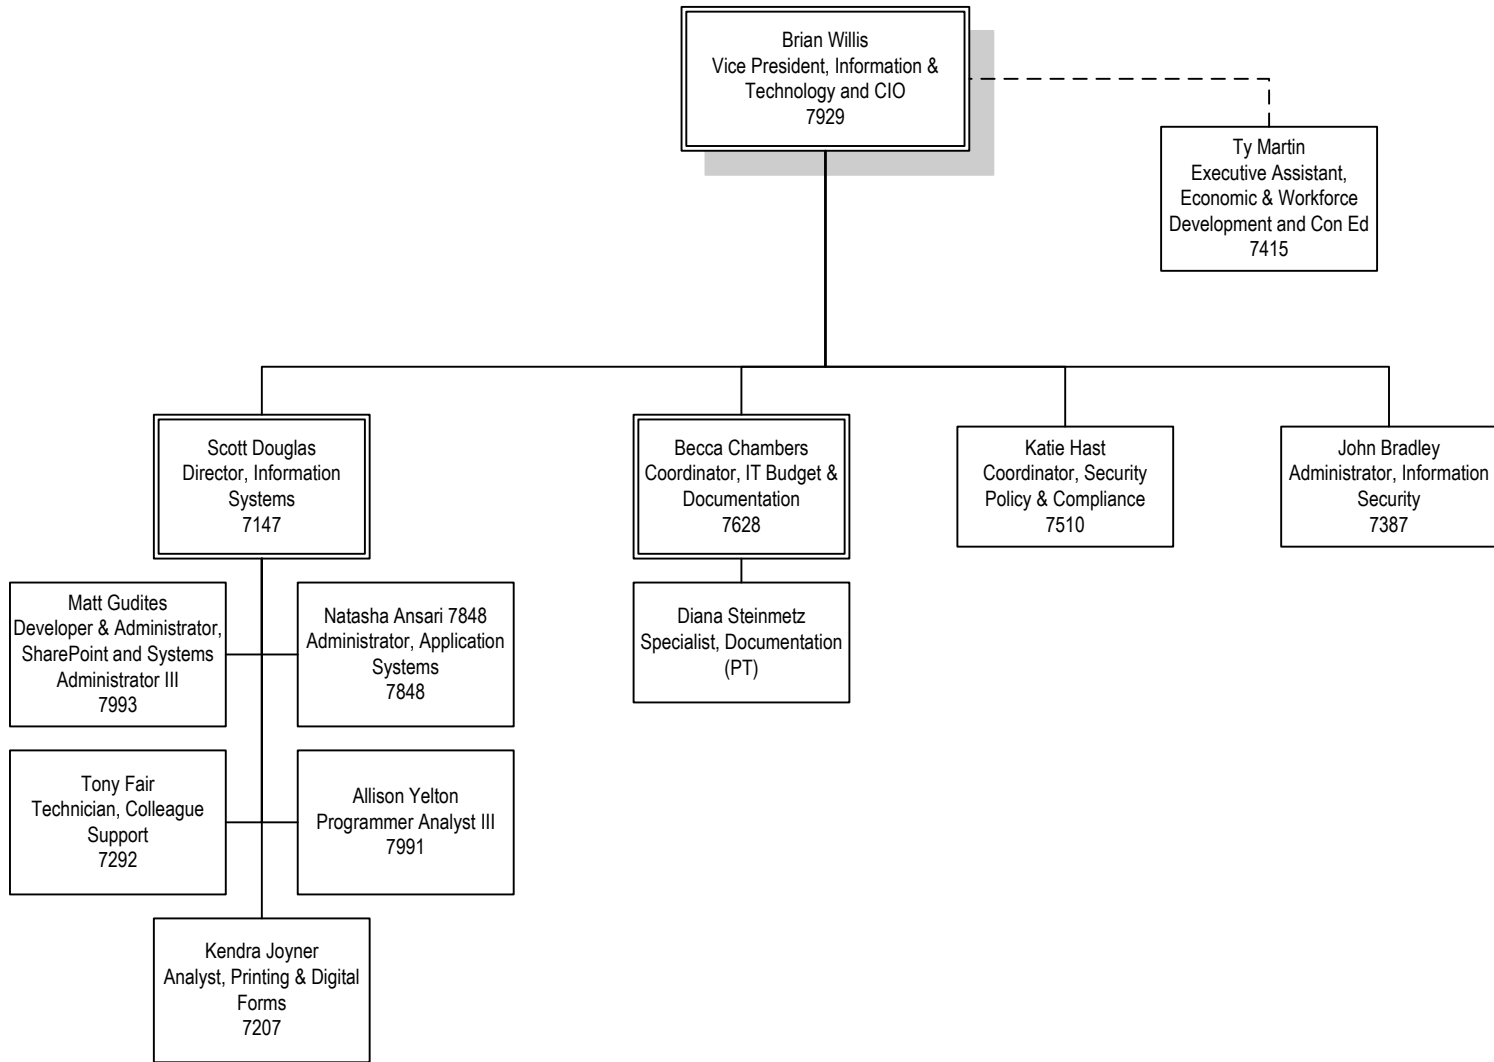 Brian Willis
Vice President, Information &
Technology and CIO
7929
Ty Martin
Executive Assistant,
Economic & Workforce
Development and Con Ed
7415
Scott Douglas
Director, Information
Systems
7147
Becca Chambers
Coordinator, IT Budget &
Documentation
7628
Katie Hast
Coordinator, Security
Policy & Compliance
7510
John Bradley
Administrator, Information
Security
7387
Matt Gudites
Developer & Administrator,
SharePoint and Systems
Administrator III
7993
Natasha Ansari 7848
Administrator, Application
Systems
7848
Diana Steinmetz
Specialist, Documentation
(PT)
Tony Fair
Technician, Colleague
Support
7292
Allison Yelton
Programmer Analyst III
7991
Kendra Joyner
Analyst, Printing & Digital
Forms
7207